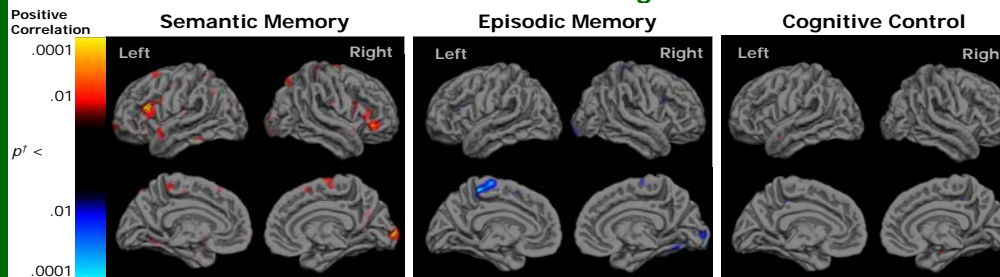 Positive
Correlation
Semantic Memory
Episodic Memory
Cognitive Control
.0001
.01
p† <
.01
.0001
Left
Right
Left
Right
Left